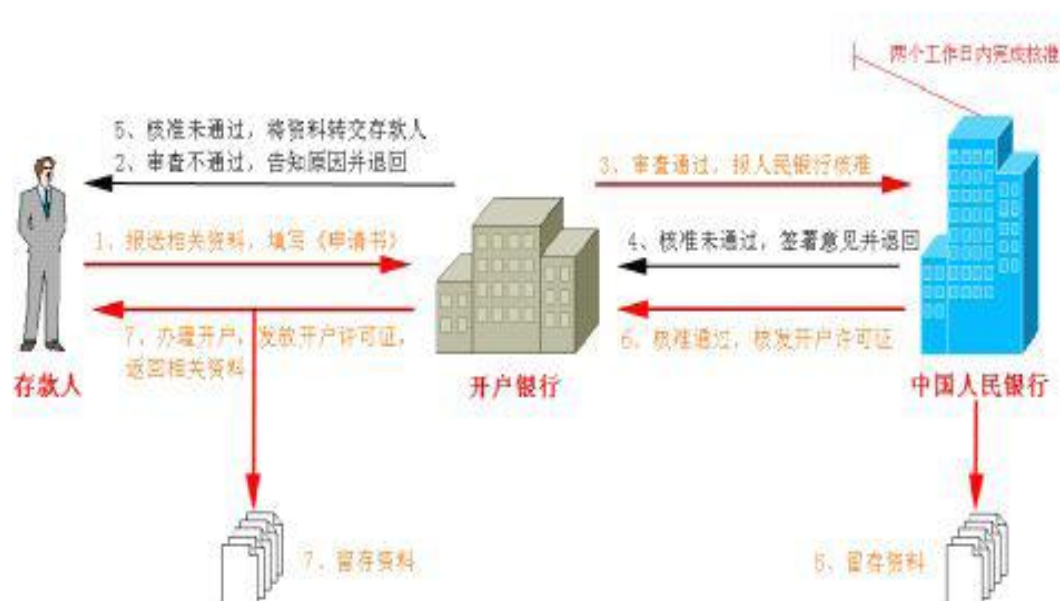 两个工作日内完成核准
5、核准未通过，将资料转交存款人
2、审查不通过，告知原因并退回
3、审查通过，报人民银行核准
1、报送相关资料，填写《申请书》
4、核准未通过，签署意见并退回
7、办理开户，发放开户许可证，
返回相关资料
6、核准通过，核发开户许可证
存款人
开户银行
中国人民银行
7、留存资料
6、留存资料